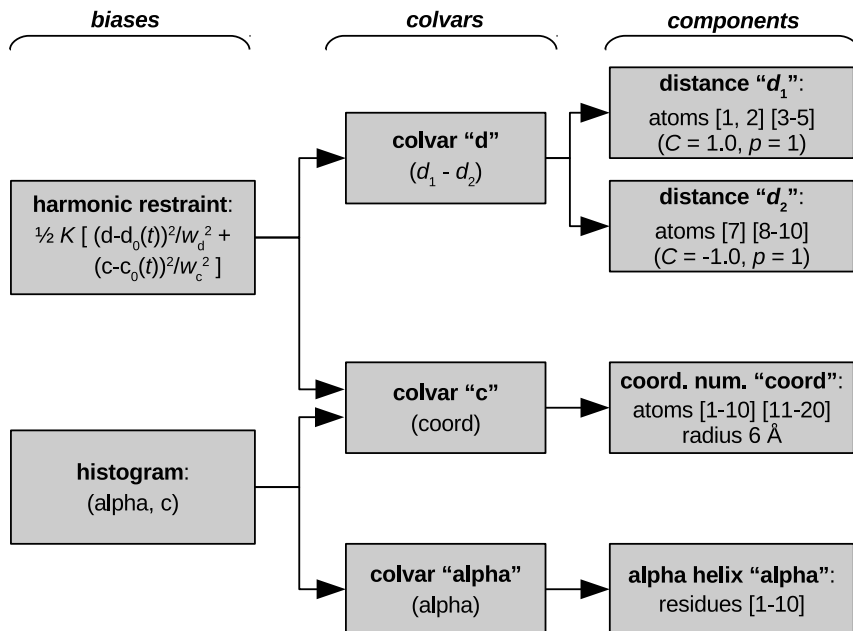 biases
colvars
components
harmonic restraint:
½ K [ (d-d₀(t))²/w_d² +
(c-c₀(t))²/w_c² ]
histogram:
(alpha, c)
colvar “d”
(d₁ - d₂)
colvar “c”
(coord)
colvar “alpha”
(alpha)
distance “d₁”:
atoms [1, 2] [3-5]
(C = 1.0, p = 1)
distance “d₂”:
atoms [7] [8-10]
(C = -1.0, p = 1)
coord. num. “coord”:
atoms [1-10] [11-20]
radius 6 Å
alpha helix “alpha”:
residues [1-10]